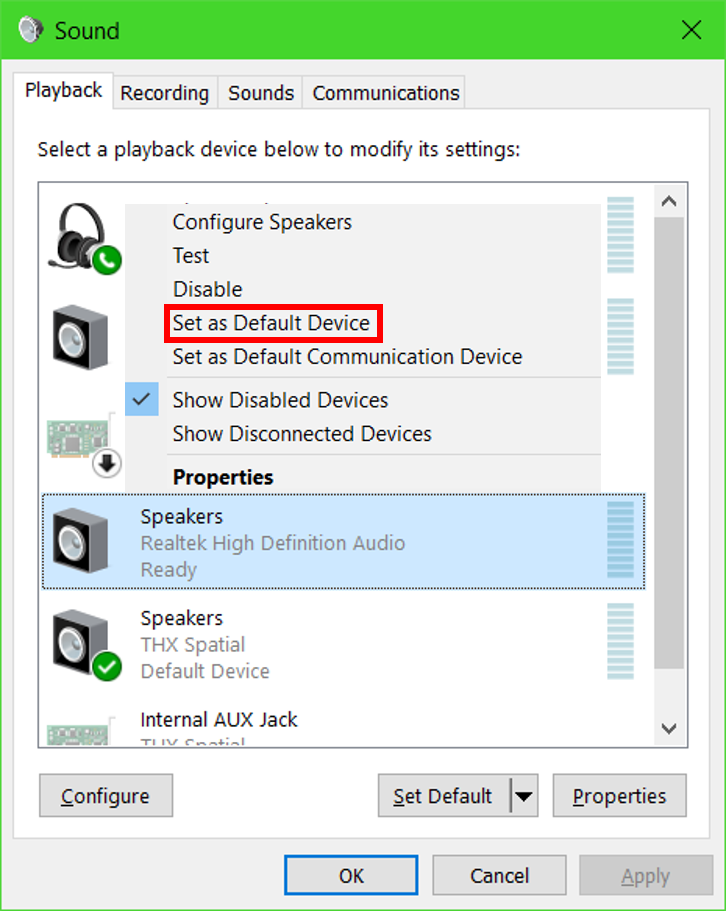 Sound
Playback
Recording
Sounds
Communications
Select a playback device below to modify its settings:
Configure Speakers
Test
Disable
Set as Default Device
Set as Default Communication Device
Show Disabled Devices
Show Disconnected Devices
Properties
Speakers
Realtek High Definition Audio
Ready
Speakers
THX Spatial
Default Device
Internal AUX Jack
THX Spatial
Configure
Set Default
Properties
OK
Cancel
Apply